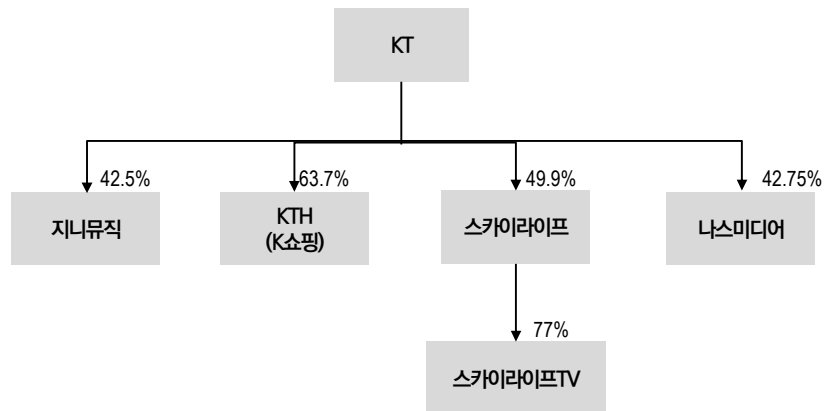 KT
42.5%
63.7%
49.9%
42.75%
지니뮤직
KTH
(K쇼핑)
스카이라이프
나스미디어
77%
스카이라이프TV